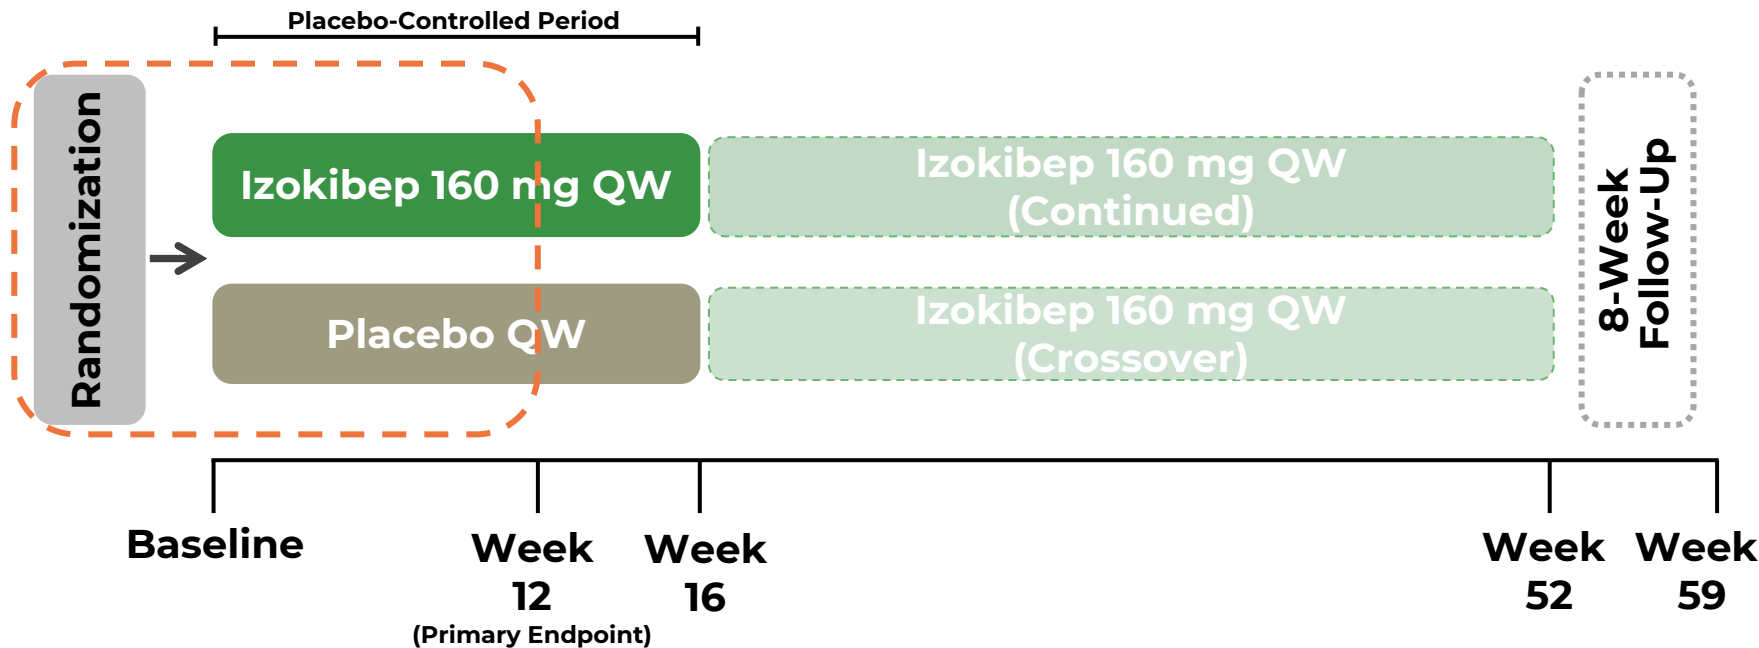 Placebo-Controlled Period
Randomization
Izokibep 160 mg QW
Izokibep 160 mg QW
(Continued)
Placebo QW
Izokibep 160 mg QW
(Crossover)
8-Week
Follow-Up
Baseline
Week
12
(Primary Endpoint)
Week
16
Week
52
Week
59